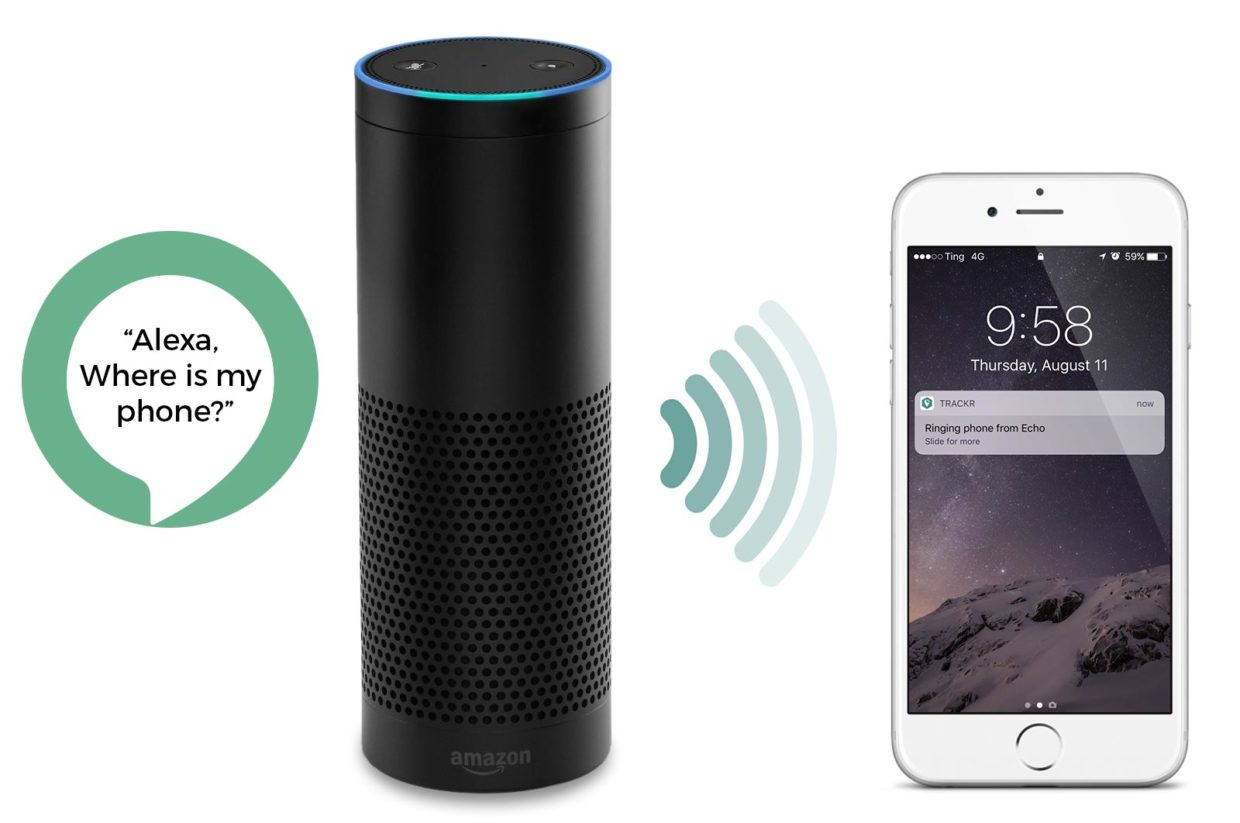 “Alexa,
Where is my
phone?”
amazon
Ting 4G
59%
9:58
Thursday, August 11
TRACKR now
Ringing phone from Echo
Slide for more